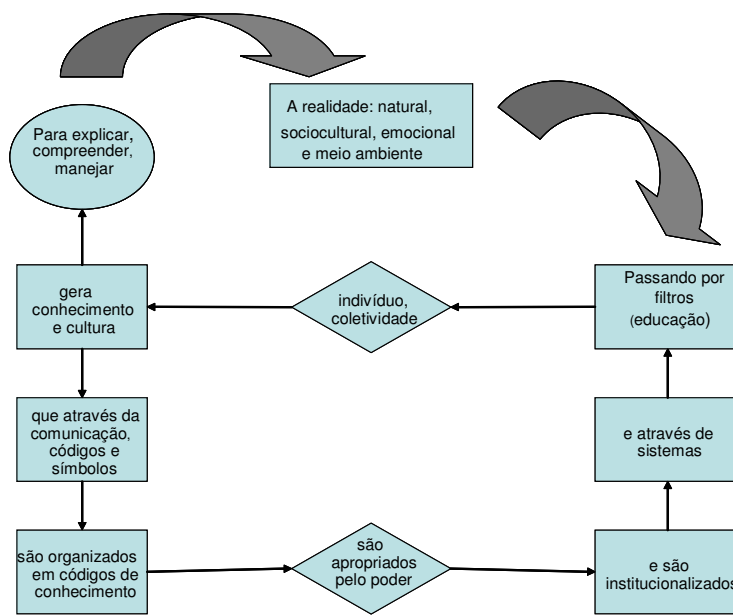 A realidade: natural,
sociocultural, emocional
e meio ambiente
Para explicar,
compreender,
manejar
gera
conhecimento
e cultura
indivíduo,
coletividade
Passando por
filtros
(educação)
que através da
comunicação,
códigos e
símbolos
e através de
sistemas
são organizados
em códigos de
conhecimento
são
apropriados
pelo poder
e são
institucionalizados